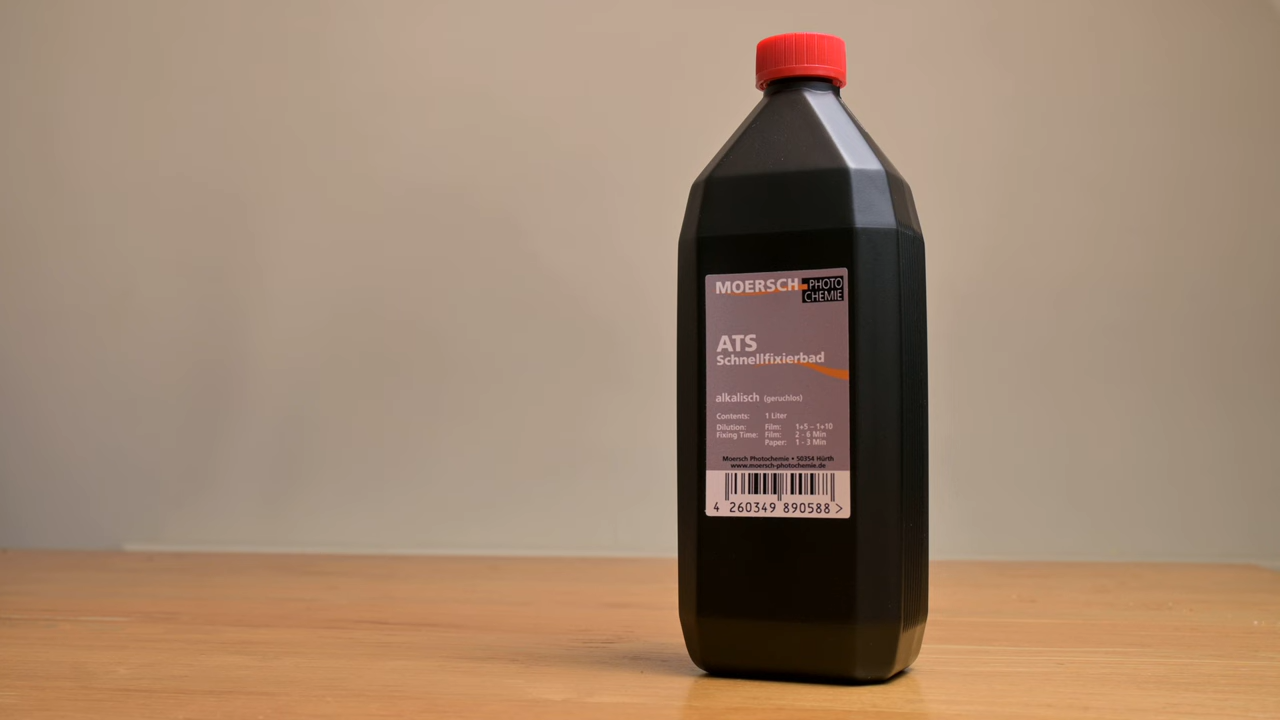 MOERSCH PHOTO
CHEMIE
ATS
Schnellfixierbad
alkalisch (geruchlos)
Contents: 1 Liter
Dilution: Film: 1+5 – 1+10
Fixing Time: Film: 2 - 6 Min
Paper: 1 - 3 Min
Moersch Photochemie • 50354 Hürth
www.moersch-photochemie.de
4 260349 890588 >